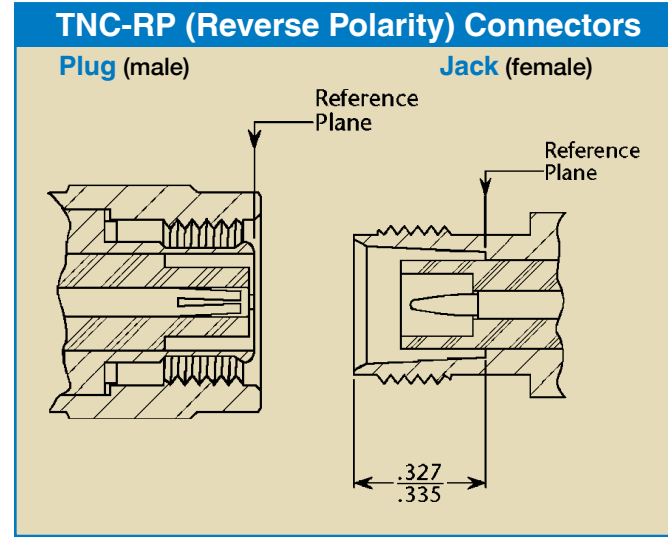 TNC-RP (Reverse Polarity) Connectors
Plug (male)
Jack (female)
Reference
Plane
Reference
Plane
.327
.335